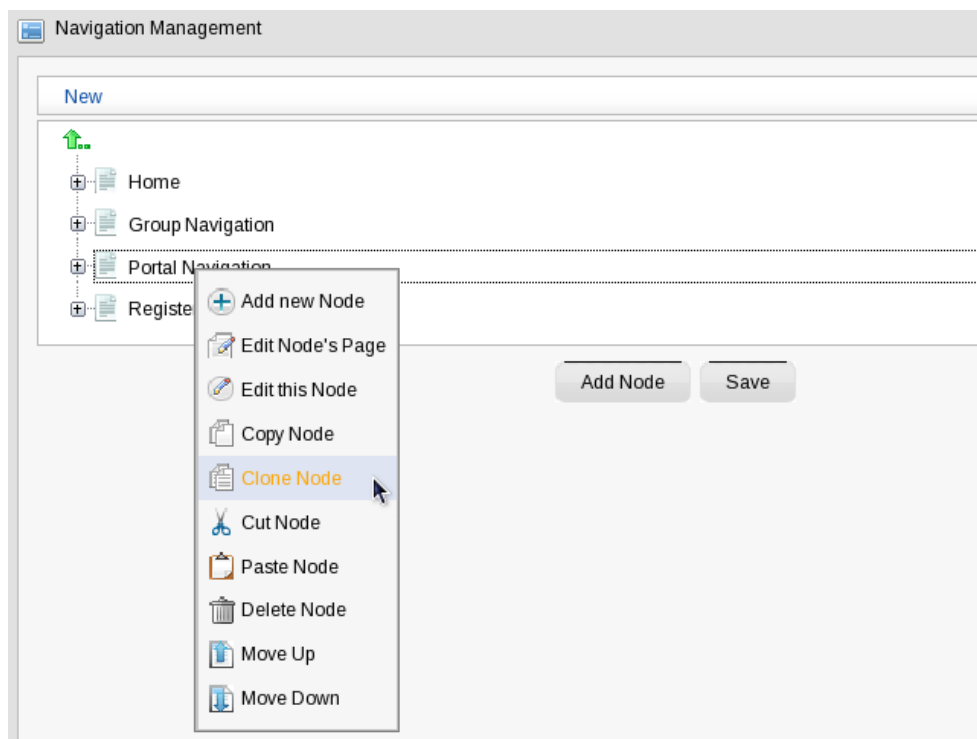 Navigation Management
New
Home
Group Navigation
Portal Navigation
Registe
Add new Node
Edit Node's Page
Edit this Node
Copy Node
Clone Node
Cut Node
Paste Node
Delete Node
Move Up
Move Down
Add Node
Save